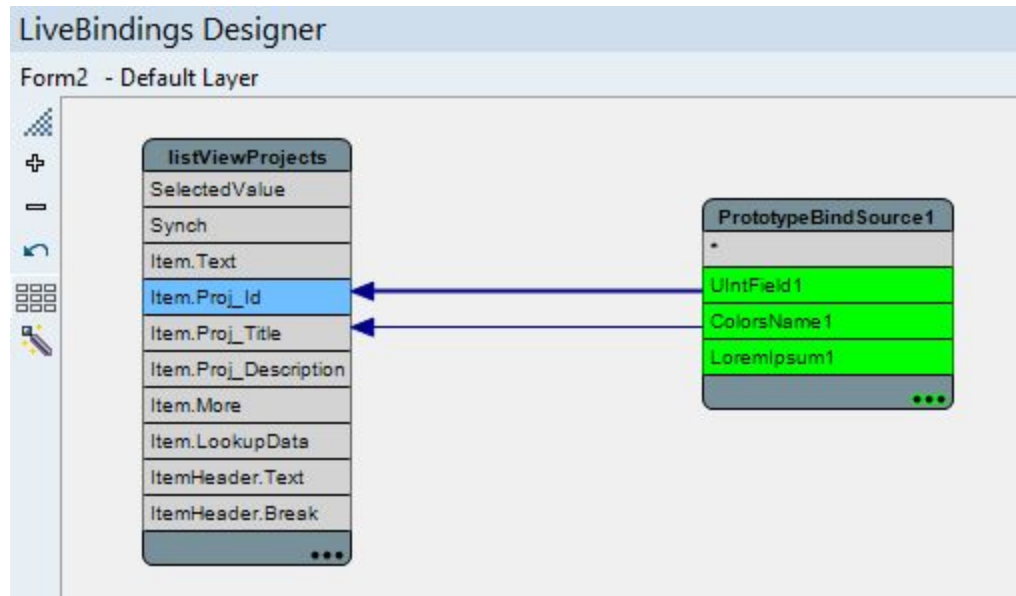 LiveBindings Designer
Form2 - Default Layer
listViewProjects
SelectedValue
Synch
Item.Text
Item.Proj_Id
Item.Proj_Title
Item.Proj_Description
Item.More
Item.LookupData
ItemHeader.Text
ItemHeader.Break
PrototypeBindSource1
*
UIntField1
ColorsName1
LoremIpsum1